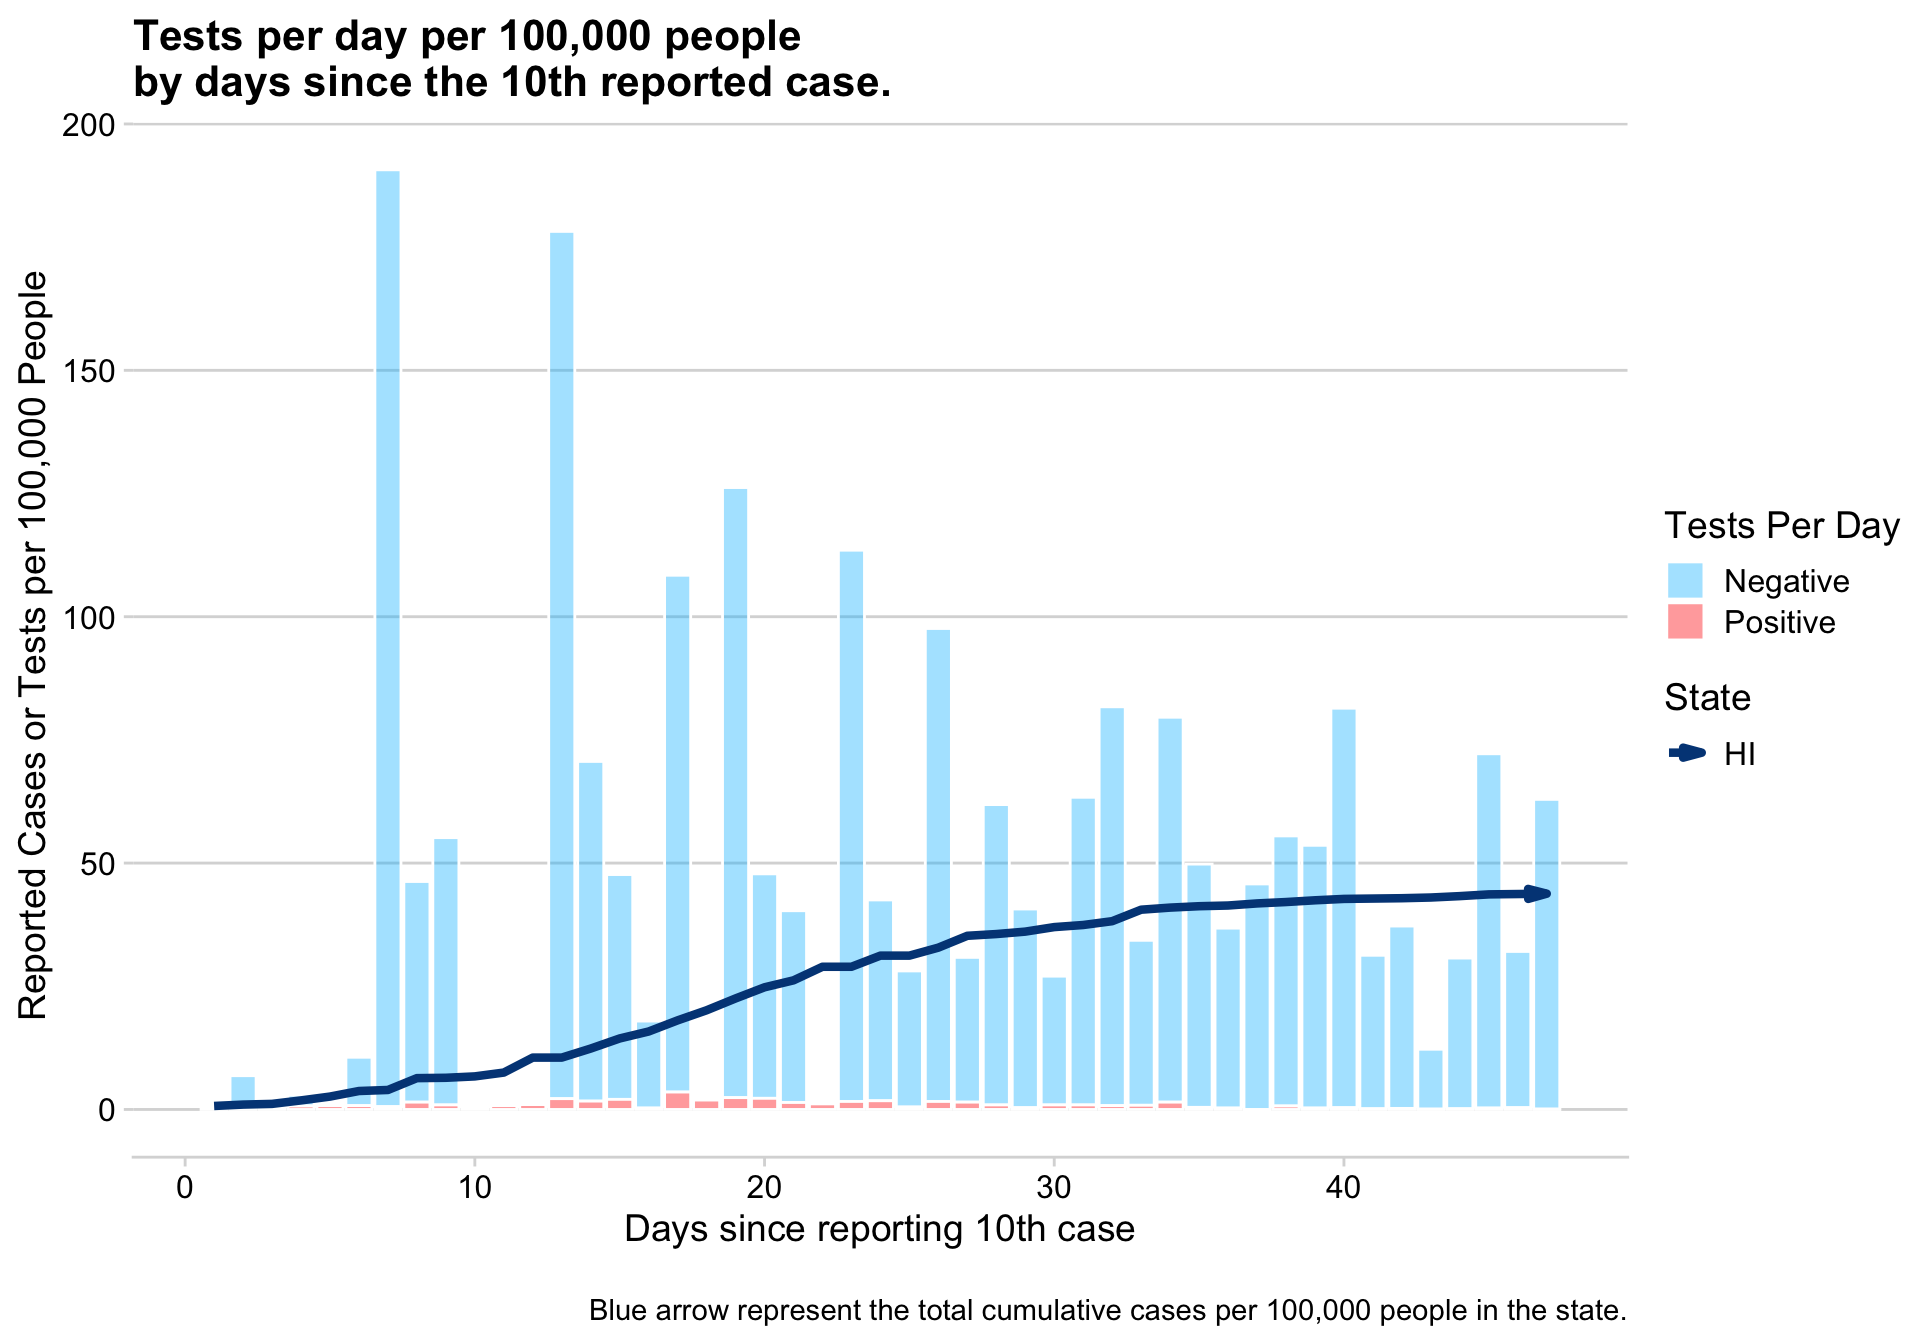 Tests per day per 100,000 people
by days since the 10th reported case.
Reported Cases or Tests per 100,000 People
200
150
100
50
0
0
10
20
30
40
Days since reporting 10th case
Tests Per Day
Negative
Positive
State
HI
Blue arrow represent the total cumulative cases per 100,000 people in the state.